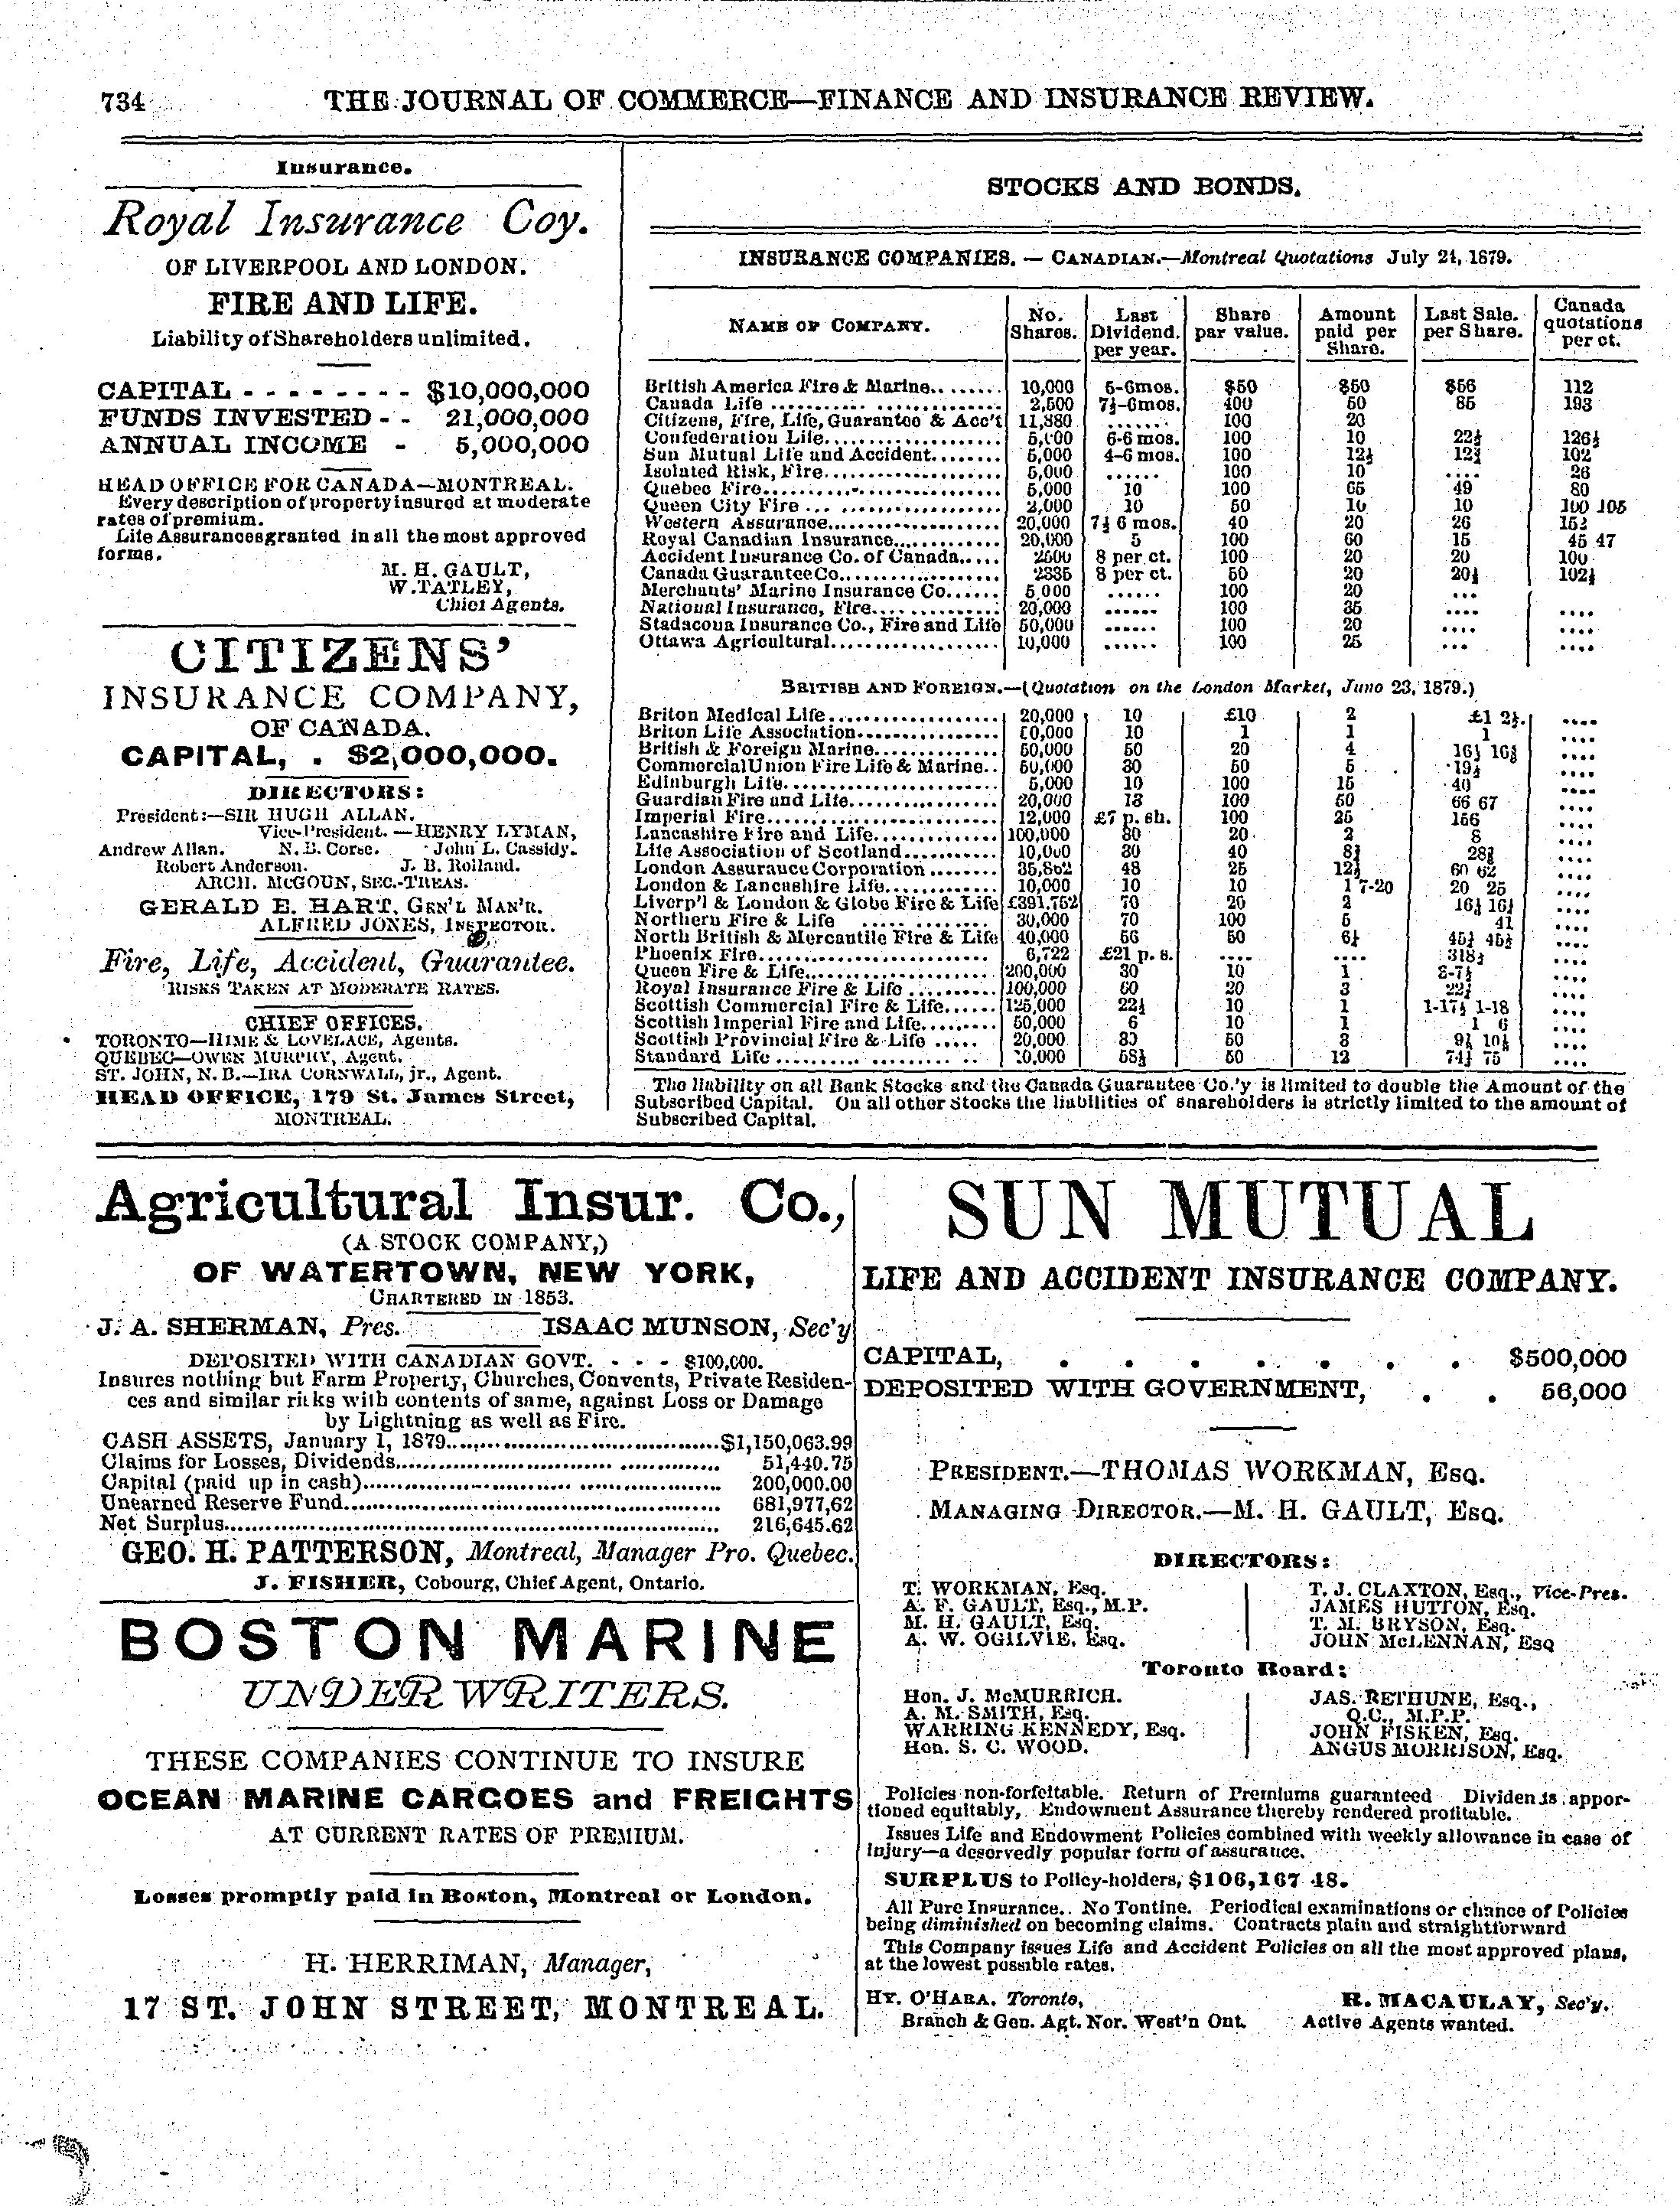 734
THE JOURNAL OF COMMERCE—FINANCE AND INSURANCE REVIEW.
Insurance.
Royal Insurance Coy.
OF LIVERPOOL AND LONDON.
FIRE AND LIFE.
Liability of Shareholders unlimited.
CAPITAL - - - - - - - - $10,000,000
FUNDS INVESTED - - 21,000,000
ANNUAL INCOME - 5,000,000
HEAD OFFICE FOR CANADA—MONTREAL.
Every description of property insured at moderate
rates of premium.
Life Assurances granted in all the most approved
forms.
M. H. GAULT,
W. TATLEY,
Chief Agents.
CITIZENS'
INSURANCE COMPANY,
OF CANADA.
CAPITAL, . $2,000,000.
DIRECTORS:
President:—SIR HUGH ALLAN.
Vice-President.—HENRY LYMAN,
Andrew Allan. N. B. Corse. John L. Cassidy.
Robert Anderson. J. B. Rolland.
ARCH. McGOUN, SEC.-TREAS.
GERALD E. HART, GEN'L MAN'R.
ALFRED JONES, INSPECTOR.
Fire, Life, Accident, Guarantee.
RISKS TAKEN AT MODERATE RATES.
CHIEF OFFICES.
TORONTO—HIME & LOVELACE, Agents.
QUEBEC—OWEN MURPHY, Agent.
ST. JOHN, N. B.—IRA CORNWALL, jr., Agent.
HEAD OFFICE, 179 St. James Street,
MONTREAL.
STOCKS AND BONDS.
INSURANCE COMPANIES. — CANADIAN.—Montreal Quotations July 24, 1879.
NAME OF COMPANY. No. Shares. Last Dividend. per year. Share par value. Amount paid per Share. Last Sale. per Share. Canada quotations per ct.
British America Fire & Marine 10,000 5-6mos. $50 $50 $56 112
Canada Life 2,500 7½-6mos. 400 50 85 193
Citizens, Fire, Life, Guarantee & Acc't 11,880 ...... 100 20
Confederation Life 5,000 6-6 mos. 100 10 22½ 126½
Sun Mutual Life and Accident 5,000 4-6 mos. 100 12½ 12¾ 102
Isolated Risk, Fire 5,000 ...... 100 10 .... 26
Quebec Fire 5,000 10 100 65 49 80
Queen City Fire 2,000 10 50 10 10 100 105
Western Assurance 20,000 7½ 6 mos. 40 20 26 152
Royal Canadian Insurance 20,000 5 100 60 15 45 47
Accident Insurance Co. of Canada 2500 8 per ct. 100 20 20 100
Canada Guarantee Co. 2335 8 per ct. 50 20 20½ 102½
Merchants' Marine Insurance Co. 5 000 ...... 100 20 ...
National Insurance, Fire 20,000 ...... 100 35 .... ....
Stadacona Insurance Co., Fire and Life 50,000 ...... 100 20 .... ....
Ottawa Agricultural 10,000 ...... 100 25 ... ....
BRITISH AND FOREIGN.—(Quotation on the London Market, June 23, 1879.)
Briton Medical Life 20,000 10 £10 2 £1 2½. ....
Briton Life Association 10 1 1 1 ....
British & Foreign Marine 50,000 50 20 4 ....
Commercial Union Fire Life & Marine 50,000 30 50 5 19½ ....
Edinburgh Life 5,000 10 100 15 40 ....
Guardian Fire and Life 20,000 13 100 50 66 67 ....
Imperial Fire 12,000 £7 p. sh. 100 25 156 ....
Lancashire Fire and Life 100,000 80 20 2 8 ....
Life Association of Scotland 10,000 30 40 ....
London Assurance Corporation 35,862 48 25 12½ 60 62 ....
London & Lancashire Life 10,000 10 10 1 7-20 20 25 ....
Liverp'l & London & Globe Fire & Life £391,752 70 20 2 ....
Northern Fire & Life 30,000 70 100 5 41 ....
North British & Mercantile Fire & Life 40,000 56 50 6¼ ....
Phoenix Fire 6,722 £21 p. s. .... .... ....
Queen Fire & Life 200,000 30 10 1 ....
Royal Insurance Fire & Life 100,000 60 20 3 ....
Scottish Commercial Fire & Life 125,000 22½ 10 1 1-17½ 1-18 ....
Scottish Imperial Fire and Life 50,000 6 10 1 1 6 ....
Scottish Provincial Fire & Life 20,000 50 3 ....
Standard Life 58½ 50 12 74½ 75 ....
The liability on all Bank Stocks and the Canada Guarantee Co.'y is limited to double the Amount of the
Subscribed Capital. On all other Stocks the liabilities of shareholders is strictly limited to the amount of
Subscribed Capital.
Agricultural Insur. Co.,
(A STOCK COMPANY,)
OF WATERTOWN, NEW YORK,
CHARTERED IN 1853.
J. A. SHERMAN, Pres. ISAAC MUNSON, Sec'y
DEPOSITED WITH CANADIAN GOVT. - - - $100,000.
Insures nothing but Farm Property, Churches, Convents, Private Residen-
ces and similar risks with contents of same, against Loss or Damage
by Lightning as well as Fire.
CASH ASSETS, January 1, 1879 $1,150,063.99
Claims for Losses, Dividends 51,440.75
Capital (paid up in cash) 200,000.00
Unearned Reserve Fund 681,977,62
Net Surplus 216,645.62
GEO. H. PATTERSON, Montreal, Manager Pro. Quebec.
J. FISHER, Cobourg, Chief Agent, Ontario.
BOSTON MARINE
UNDERWRITERS.
THESE COMPANIES CONTINUE TO INSURE
OCEAN MARINE CARGOES and FREIGHTS
AT CURRENT RATES OF PREMIUM.
Losses promptly paid in Boston, Montreal or London.
H. HERRIMAN, Manager,
17 ST. JOHN STREET, MONTREAL.
SUN MUTUAL
LIFE AND ACCIDENT INSURANCE COMPANY.
CAPITAL, . . . . . . . $500,000
DEPOSITED WITH GOVERNMENT, . . 56,000
PRESIDENT.—THOMAS WORKMAN, ESQ.
MANAGING DIRECTOR.—M. H. GAULT, ESQ.
DIRECTORS:
T. WORKMAN, Esq. T. J. CLAXTON, Esq., Vice-Pres.
A. F. GAULT, Esq., M.P. JAMES HUTTON, Esq.
M. H. GAULT, Esq. T. M. BRYSON, Esq.
A. W. OGILVIE, Esq. JOHN McLENNAN, Esq
Toronto Board:
Hon. J. McMURRICH. JAS. BETHUNE, Esq.,
A. M. SMITH, Esq. Q.C., M.P.P.
WARRING KENNEDY, Esq. JOHN FISKEN, Esq.
Hon. S. C. WOOD. ANGUS MORRISON, Esq.
Policies non-forfeitable. Return of Premiums guaranteed Dividends appor-
tioned equitably, Endowment Assurance thereby rendered profitable.
Issues Life and Endowment Policies combined with weekly allowance in case of
Injury—a deservedly popular form of assurance.
SURPLUS to Policy-holders, $106,167 48.
All Pure Insurance. No Tontine. Periodical examinations or chance of Policies
being diminished on becoming claims. Contracts plain and straightforward
This Company issues Life and Accident Policies on all the most approved plans,
at the lowest possible rates.
HY. O'HARA, Toronto, R. MACAULAY, Sec'y.
Branch & Gen. Agt. Nor. West'n Ont. Active Agents wanted.